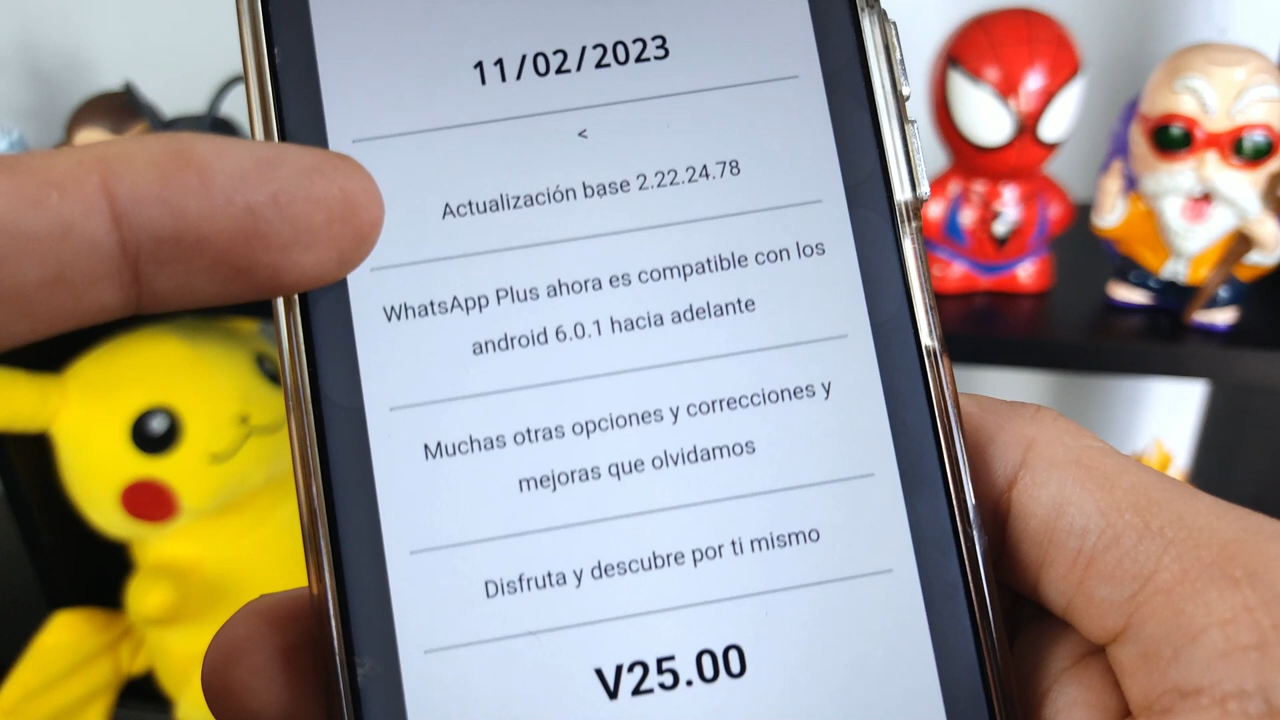 11/02/2023
<
Actualización base 2.22.24.78
WhatsApp Plus ahora es compatible con los
android 6.0.1 hacia adelante
Muchas otras opciones y correcciones y
mejoras que olvidamos
Disfruta y descubre por ti mismo
V25.00